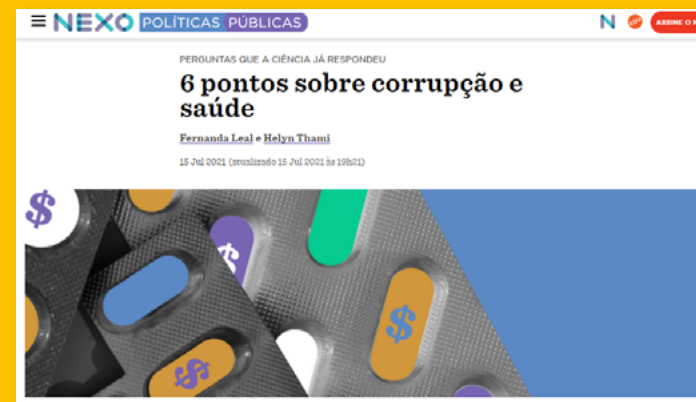 NEXO POLÍTICAS PÚBLICAS N ASSINE O N
PERGUNTAS QUE A CIÊNCIA JÁ RESPONDEU
6 pontos sobre corrupção e
saúde
Fernanda Leal e Helyn Thami
15 Jul 2021 (atualizado 15 Jul 2021 às 19h21)
$
$
$
$